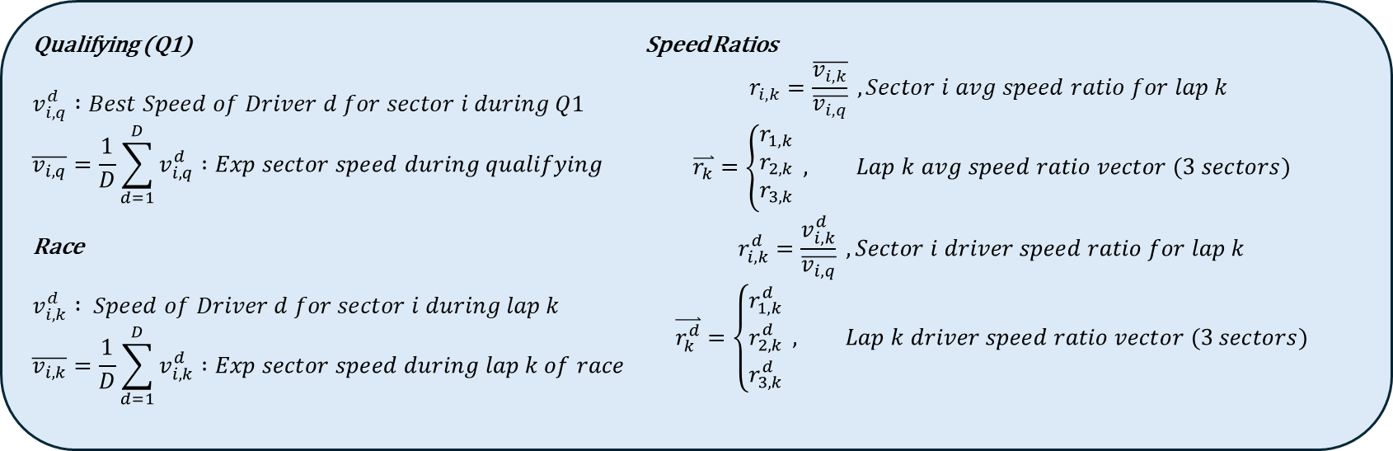 Qualifying (Q1)
$v_{i,q}^{d}$ : Best Speed of Driver d for sector i during Q1
$\overline{v_{i,q}} = \frac{1}{D} \sum_{d=1}^{D} v_{i,q}^{d}$ : Exp sector speed during qualifying
Race
$v_{i,k}^{d}$ : Speed of Driver d for sector i during lap k
$\overline{v_{i,k}} = \frac{1}{D} \sum_{d=1}^{D} v_{i,k}^{d}$ : Exp sector speed during lap k of race
Speed Ratios
$r_{i,k} = \frac{\overline{v_{i,k}}}{\overline{v_{i,q}}}$ , Sector i avg speed ratio for lap k
$\overrightarrow{r_{k}} = \begin{cases} r_{1,k} \\ r_{2,k} \\ r_{3,k} \end{cases}$ , Lap k avg speed ratio vector (3 sectors)
$r_{i,k}^{d} = \frac{v_{i,k}^{d}}{\overline{v_{i,q}}}$ , Sector i driver speed ratio for lap k
$\overrightarrow{r_{k}^{d}} = \begin{cases} r_{1,k}^{d} \\ r_{2,k}^{d} \\ r_{3,k}^{d} \end{cases}$ , Lap k driver speed ratio vector (3 sectors)